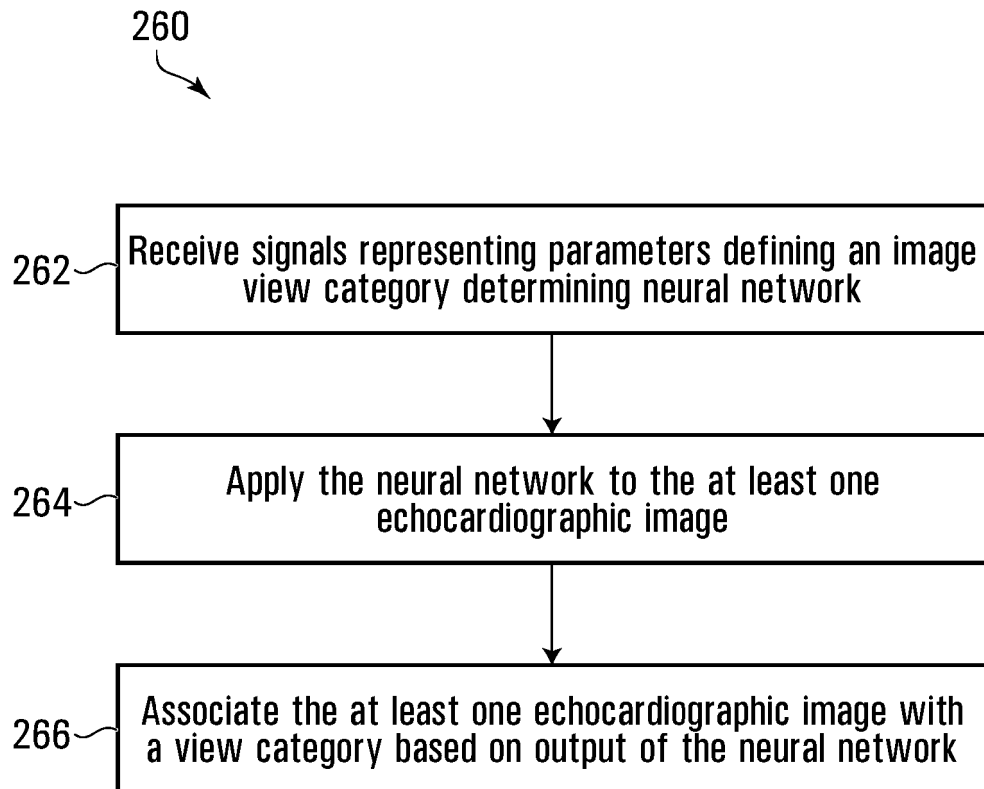 260
262
Receive signals representing parameters defining an image
view category determining neural network
264
Apply the neural network to the at least one
echocardiographic image
266
Associate the at least one echocardiographic image with
a view category based on output of the neural network